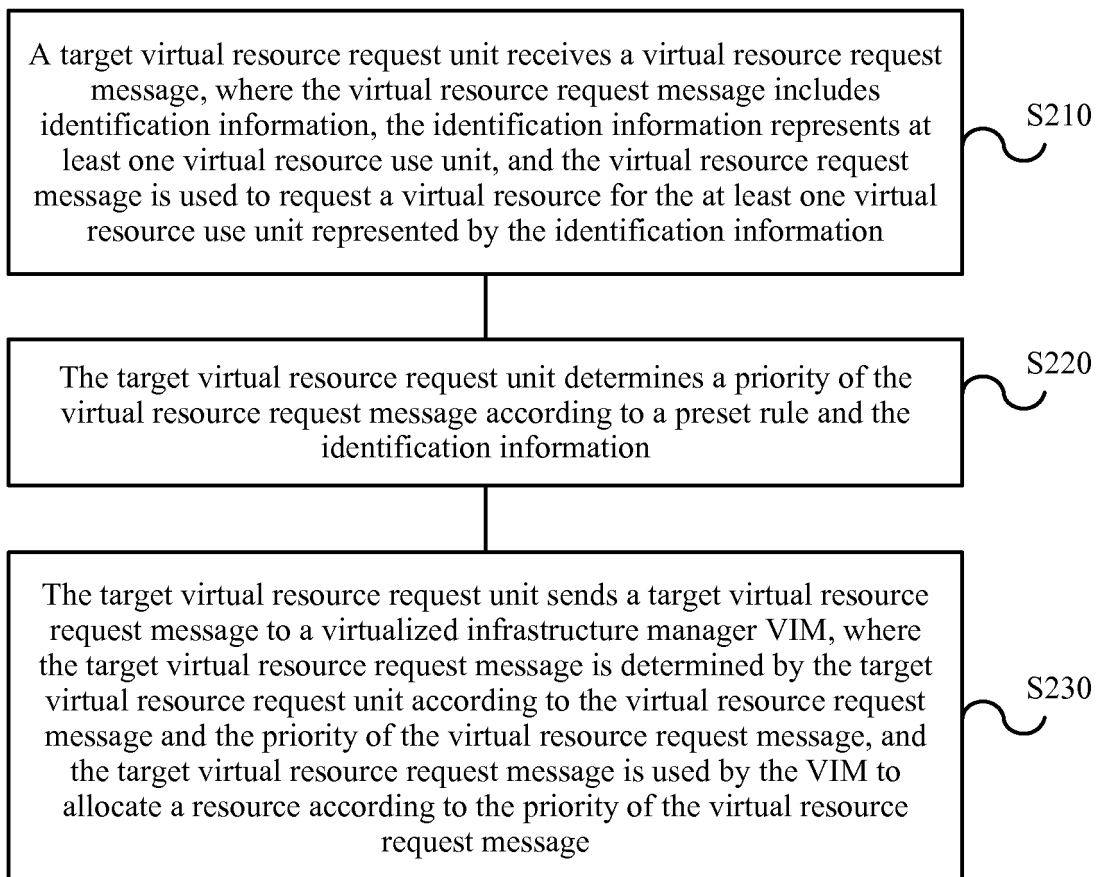 A target virtual resource request unit receives a virtual resource request
message, where the virtual resource request message includes
identification information, the identification information represents at
least one virtual resource use unit, and the virtual resource request
message is used to request a virtual resource for the at least one virtual
resource use unit represented by the identification information
S210
The target virtual resource request unit determines a priority of the
virtual resource request message according to a preset rule and the
identification information
S220
The target virtual resource request unit sends a target virtual resource
request message to a virtualized infrastructure manager VIM, where
the target virtual resource request message is determined by the target
virtual resource request unit according to the virtual resource request
message and the priority of the virtual resource request message, and
the target virtual resource request message is used by the VIM to
allocate a resource according to the priority of the virtual resource
request message
S230